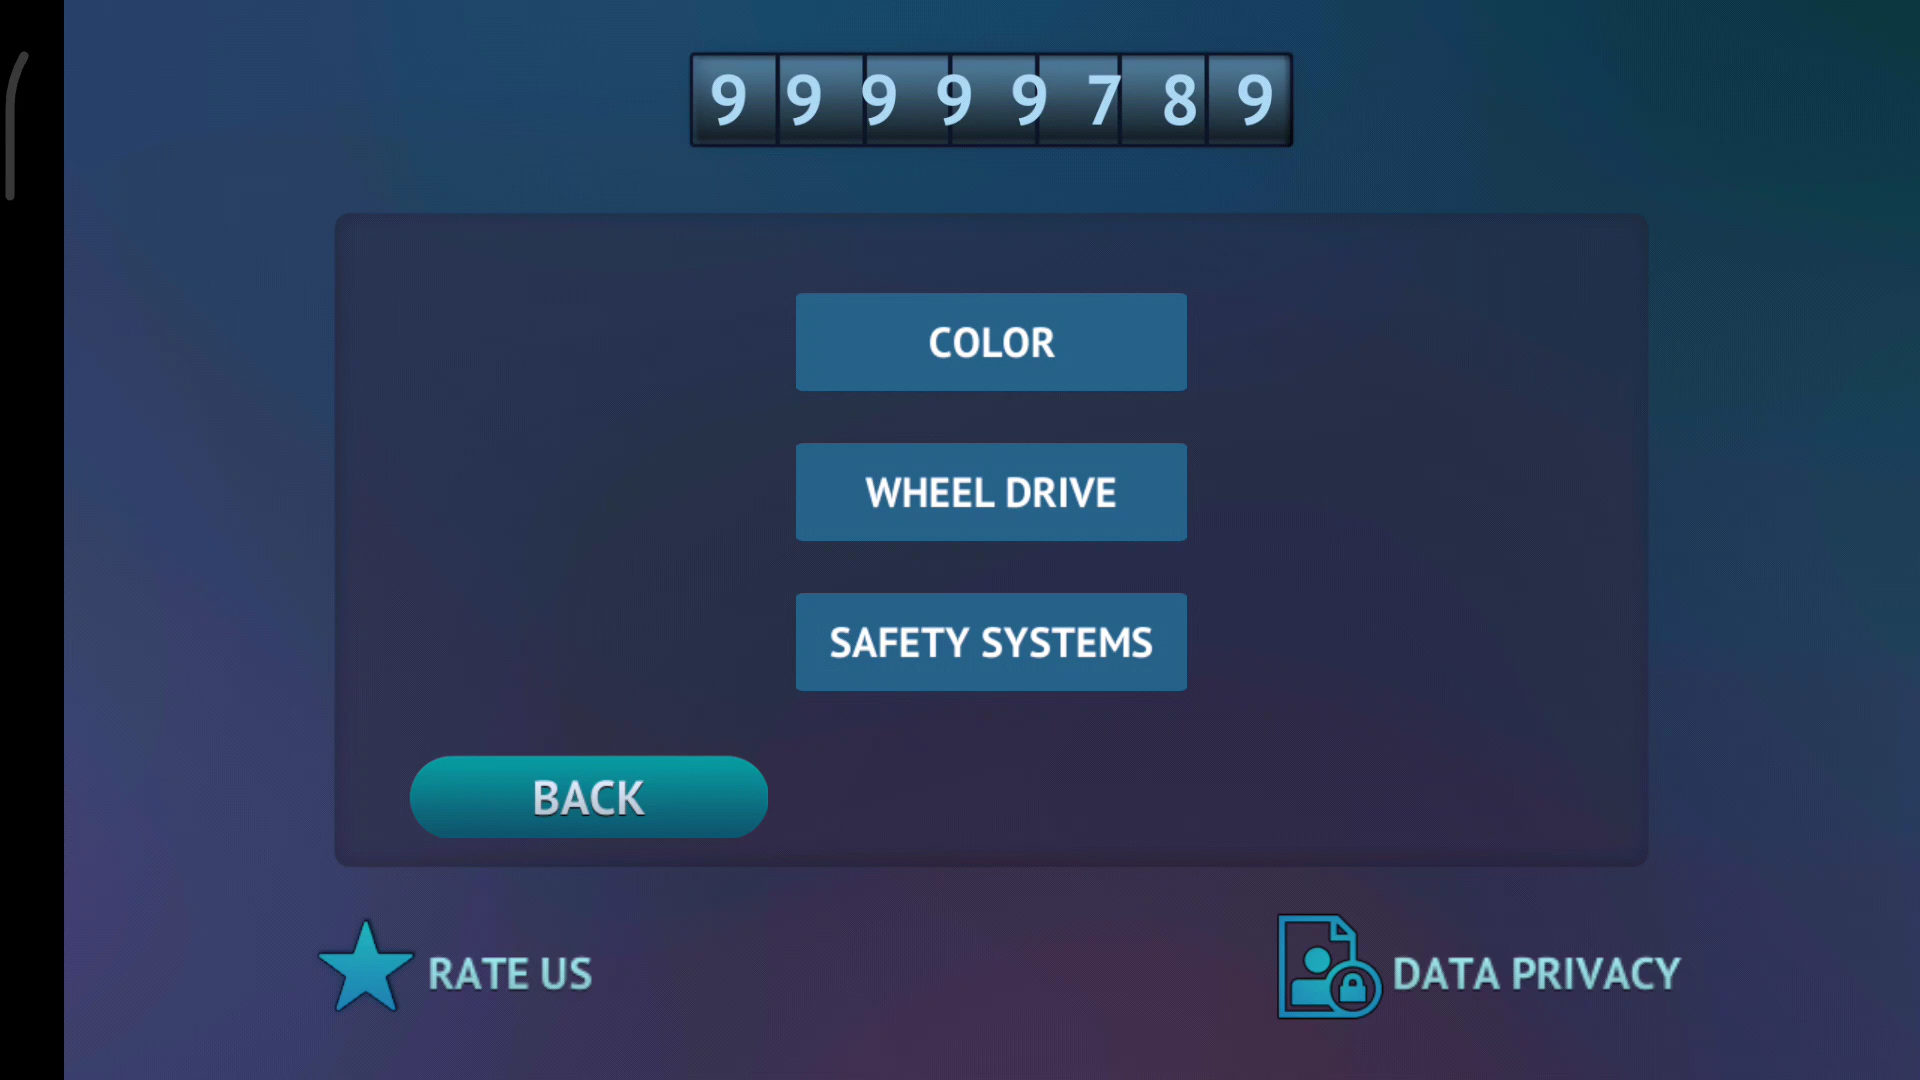 99999789
COLOR
WHEEL DRIVE
SAFETY SYSTEMS
BACK
RATE US
DATA PRIVACY